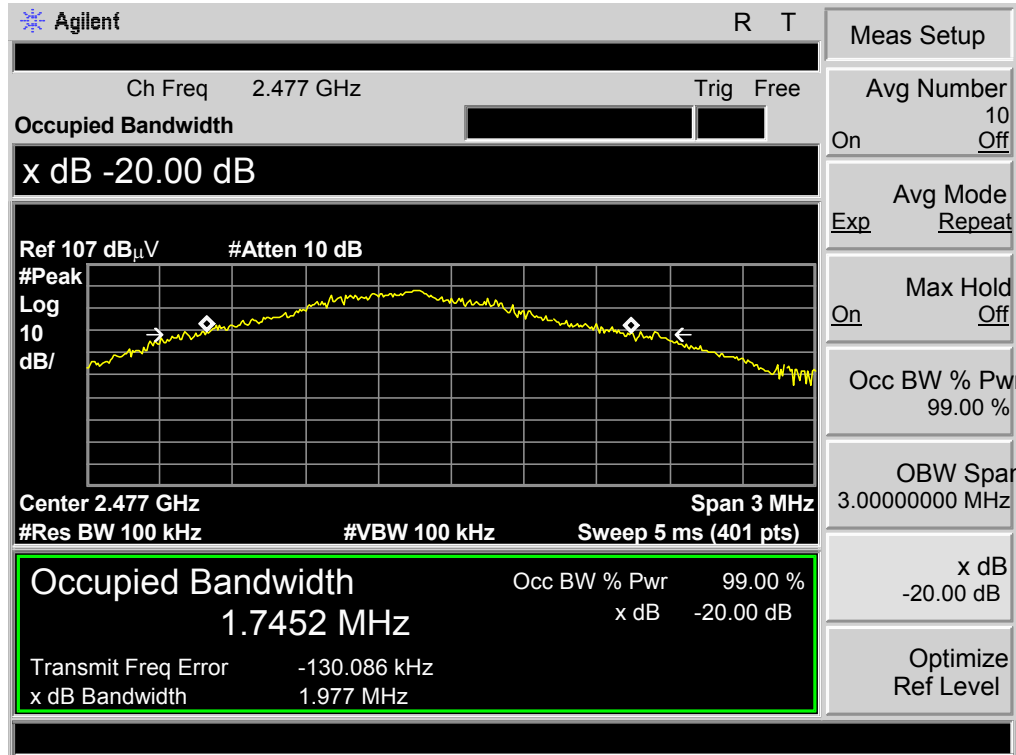 Agilent R T
Ch Freq 2.477 GHz Trig Free
Occupied Bandwidth
x dB -20.00 dB
Ref 107 dBµV #Atten 10 dB
#Peak
Log
10
dB/
Center 2.477 GHz Span 3 MHz
#Res BW 100 kHz #VBW 100 kHz Sweep 5 ms (401 pts)
Occupied Bandwidth
1.7452 MHz
Occ BW % Pwr 99.00 %
x dB -20.00 dB
Transmit Freq Error -130.086 kHz
x dB Bandwidth 1.977 MHz
Meas Setup
Avg Number
10
On Off
Avg Mode
Exp Repeat
Max Hold
On Off
Occ BW % Pwr
99.00 %
OBW Span
3.00000000 MHz
x dB
-20.00 dB
Optimize
Ref Level